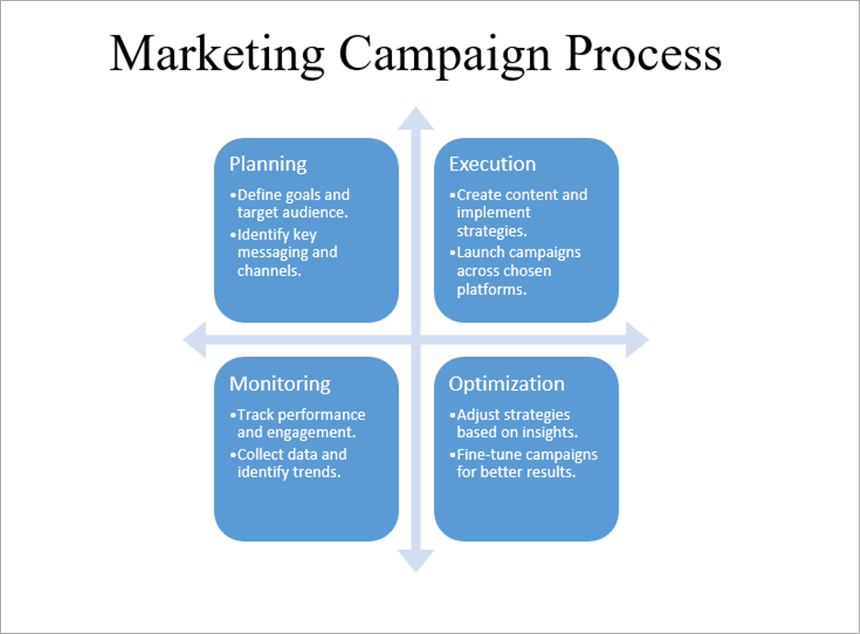 Marketing Campaign Process
Planning
•Define goals and
target audience.
•Identify key
messaging and
channels.
Execution
•Create content and
implement
strategies.
•Launch campaigns
across chosen
platforms.
Monitoring
•Track performance
and engagement.
•Collect data and
identify trends.
Optimization
•Adjust strategies
based on insights.
•Fine-tune campaigns
for better results.